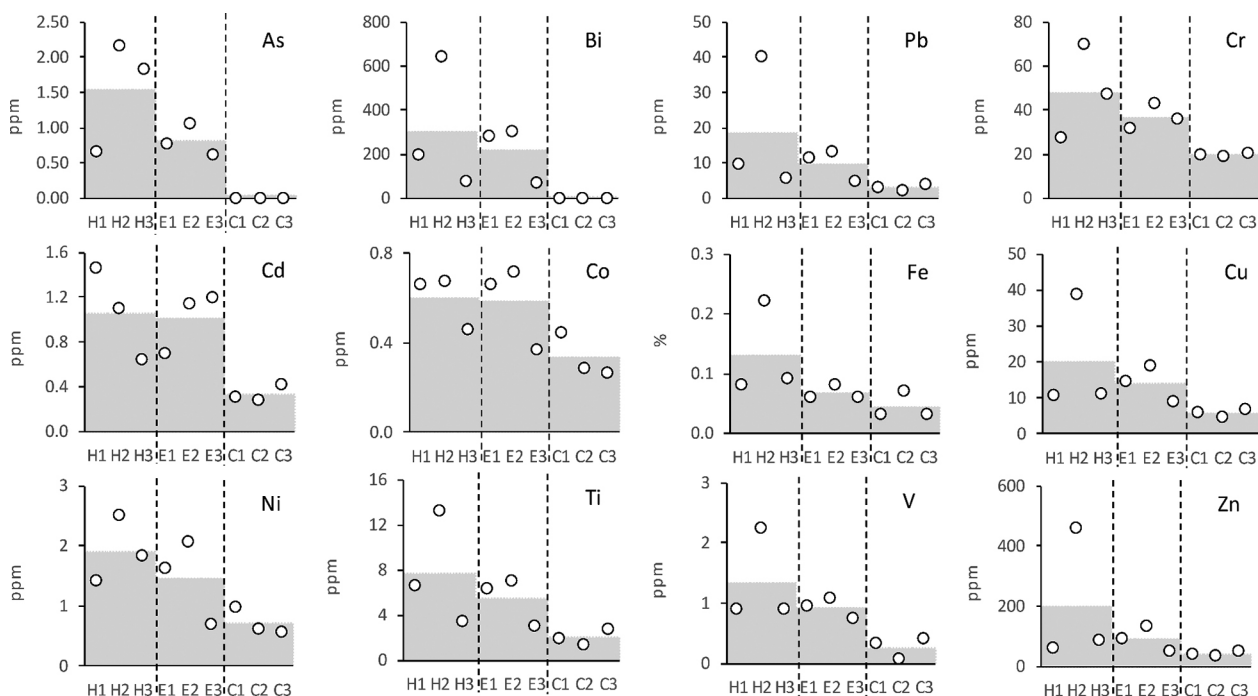 As
ppm
2.50
2.00
1.50
1.00
0.50
0.00
H1 H2 H3 E1 E2 E3 C1 C2 C3
Bi
ppm
800
600
400
200
0
H1 H2 H3 E1 E2 E3 C1 C2 C3
Pb
ppm
50
40
30
20
10
0
H1 H2 H3 E1 E2 E3 C1 C2 C3
Cr
ppm
80
60
40
20
0
H1 H2 H3 E1 E2 E3 C1 C2 C3
Cd
ppm
1.6
1.2
0.8
0.4
0.0
H1 H2 H3 E1 E2 E3 C1 C2 C3
Co
ppm
0.8
0.4
0.0
H1 H2 H3 E1 E2 E3 C1 C2 C3
Fe
%
0.3
0.2
0.1
0.0
H1 H2 H3 E1 E2 E3 C1 C2 C3
Cu
ppm
50
40
30
20
10
0
H1 H2 H3 E1 E2 E3 C1 C2 C3
Ni
ppm
3
2
1
0
H1 H2 H3 E1 E2 E3 C1 C2 C3
Ti
ppm
16
12
8
4
0
H1 H2 H3 E1 E2 E3 C1 C2 C3
V
ppm
3
2
1
0
H1 H2 H3 E1 E2 E3 C1 C2 C3
Zn
ppm
600
400
200
0
H1 H2 H3 E1 E2 E3 C1 C2 C3